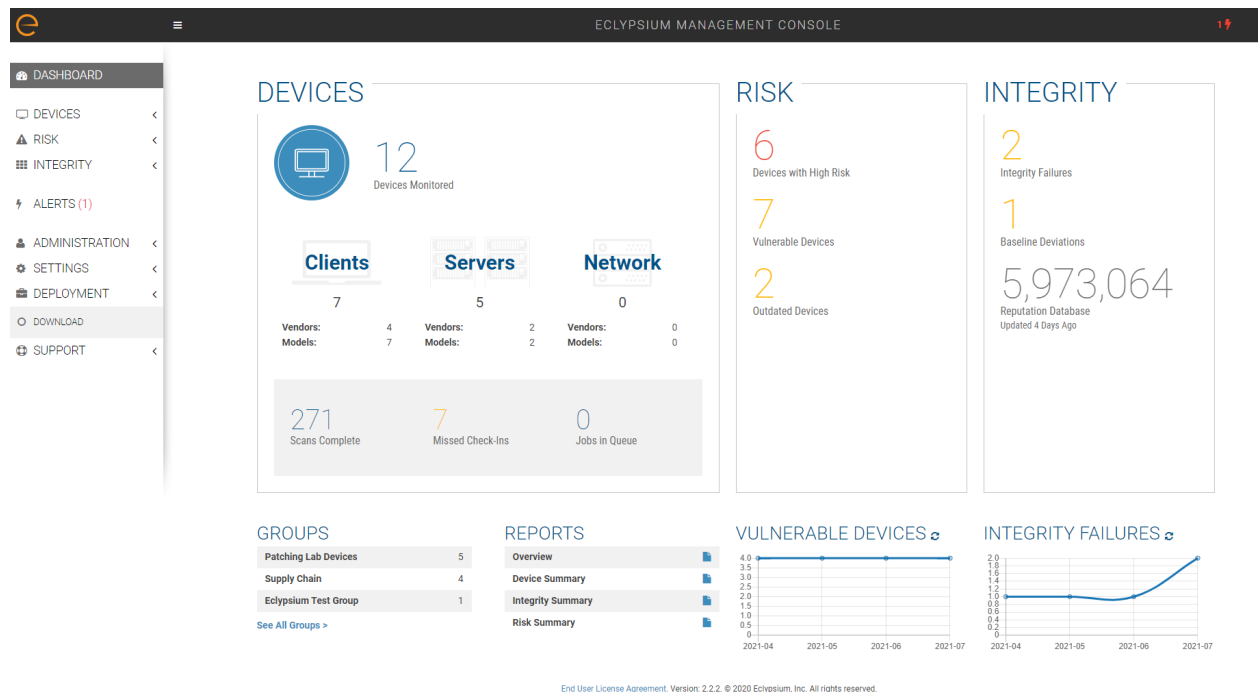 ECLYPSIUM MANAGEMENT CONSOLE
1
DASHBOARD
DEVICES
RISK
INTEGRITY
ALERTS (1)
ADMINISTRATION
SETTINGS
DEPLOYMENT
DOWNLOAD
SUPPORT
DEVICES
12
Devices Monitored
Clients
7
Vendors: 4
Models: 7
Servers
5
Vendors: 2
Models: 2
Network
0
Vendors: 0
Models: 0
271
Scans Complete
7
Missed Check-Ins
0
Jobs in Queue
RISK
6
Devices with High Risk
7
Vulnerable Devices
2
Outdated Devices
INTEGRITY
2
Integrity Failures
1
Baseline Deviations
5,973,064
Reputation Database
Updated 4 Days Ago
GROUPS
Patching Lab Devices 5
Supply Chain 4
Eclypsium Test Group 1
See All Groups >
REPORTS
Overview
Device Summary
Integrity Summary
Risk Summary
VULNERABLE DEVICES
4.0
3.5
3.0
2.5
2.0
1.5
1.0
0.5
0
2021-04 2021-05 2021-06 2021-07
INTEGRITY FAILURES
2.0
1.8
1.6
1.4
1.2
1.0
0.8
0.6
0.4
0.2
0
2021-04 2021-05 2021-06 2021-07
End User License Agreement. Version: 2.2.2. © 2020 Eclypsium, Inc. All rights reserved.